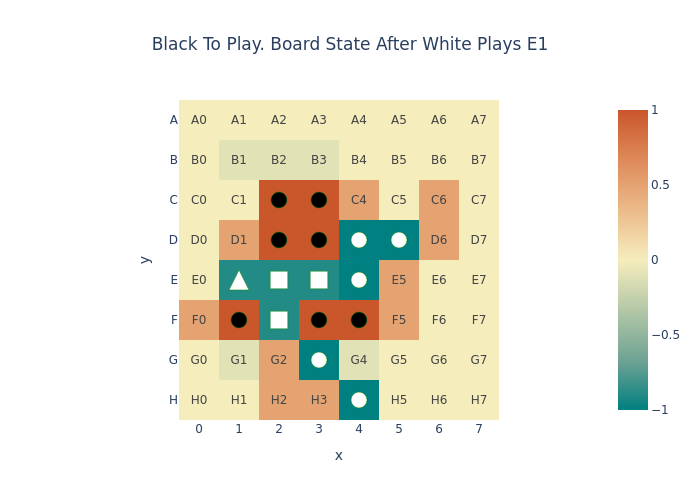 Black To Play. Board State After White Plays E1
A A0 A1 A2 A3 A4 A5 A6 A7
B B0 B1 B2 B3 B4 B5 B6 B7
C C0 C1 C4 C5 C6 C7
D D0 D1 D6 D7
E E0 E5 E6 E7
F F0 F5 F6 F7
G G0 G1 G2 G4 G5 G6 G7
H H0 H1 H2 H3 H5 H6 H7
0 1 2 3 4 5 6 7
x
y
1
0.5
0
−0.5
−1